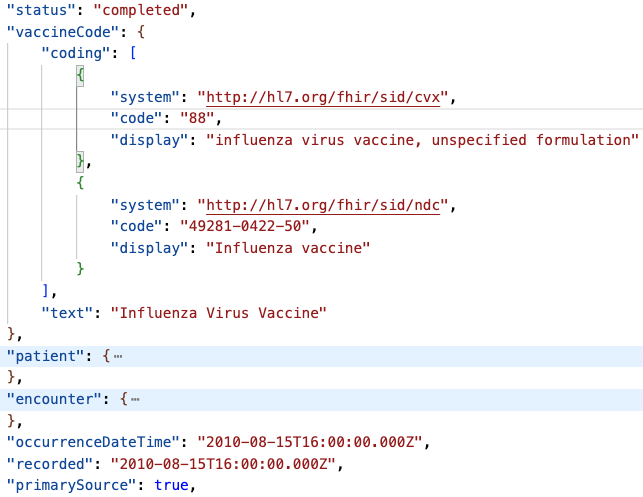 "status": "completed",
"vaccineCode": {
"coding": [
{
"system": "http://hl7.org/fhir/sid/cvx",
"code": "88",
"display": "influenza virus vaccine, unspecified formulation"
},
{
"system": "http://hl7.org/fhir/sid/ndc",
"code": "49281-0422-50",
"display": "Influenza vaccine"
}
],
"text": "Influenza Virus Vaccine"
},
"patient": {⋯
},
"encounter": {⋯
},
"occurrenceDateTime": "2010-08-15T16:00:00.000Z",
"recorded": "2010-08-15T16:00:00.000Z",
"primarySource": true,